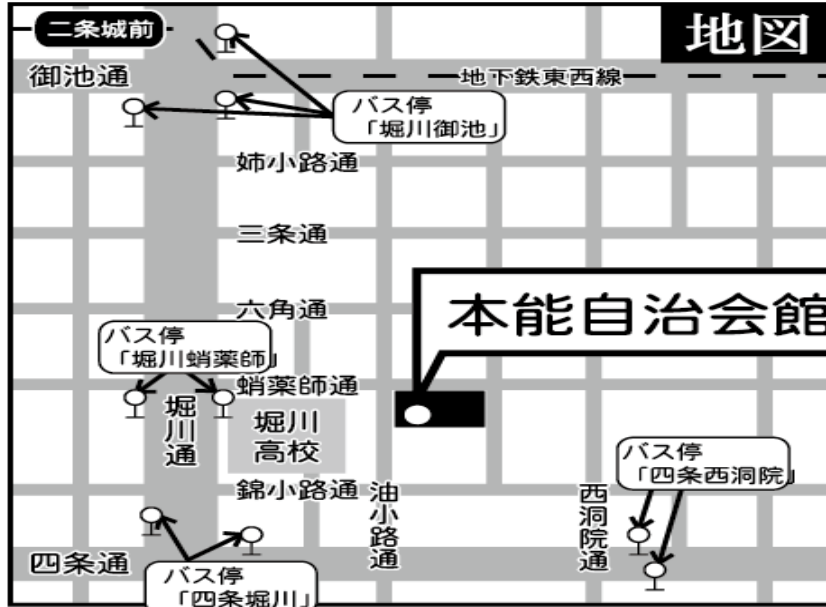 二条城前
地図
御池通
地下鉄東西線
バス停
「堀川御池」
姉小路通
三条通
六角通
本能自治会館
バス停
「堀川蛸薬師」
蛸薬師通
堀川通
堀川
高校
バス停
「四条西洞院」
錦小路通
油小路通
西洞院通
四条通
バス停
「四条堀川」